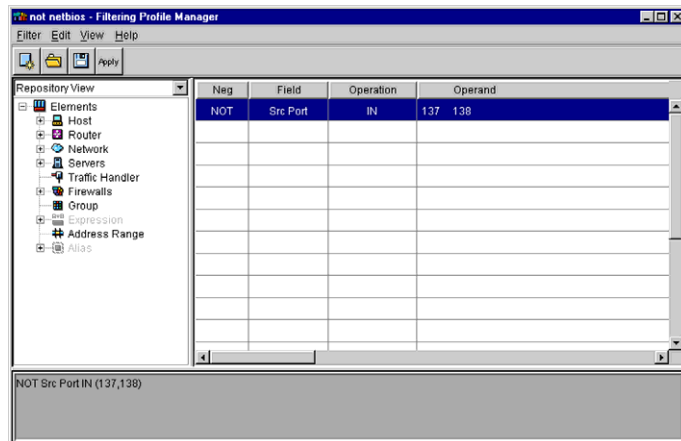 not netbios - Filtering Profile Manager
Filter Edit View Help
Apply
Repository View
Elements
Host
Router
Network
Servers
Traffic Handler
Firewalls
Group
Expression
Address Range
Alias
Neg Field Operation Operand
NOT Src Port IN 137 138
NOT Src Port IN (137,138)